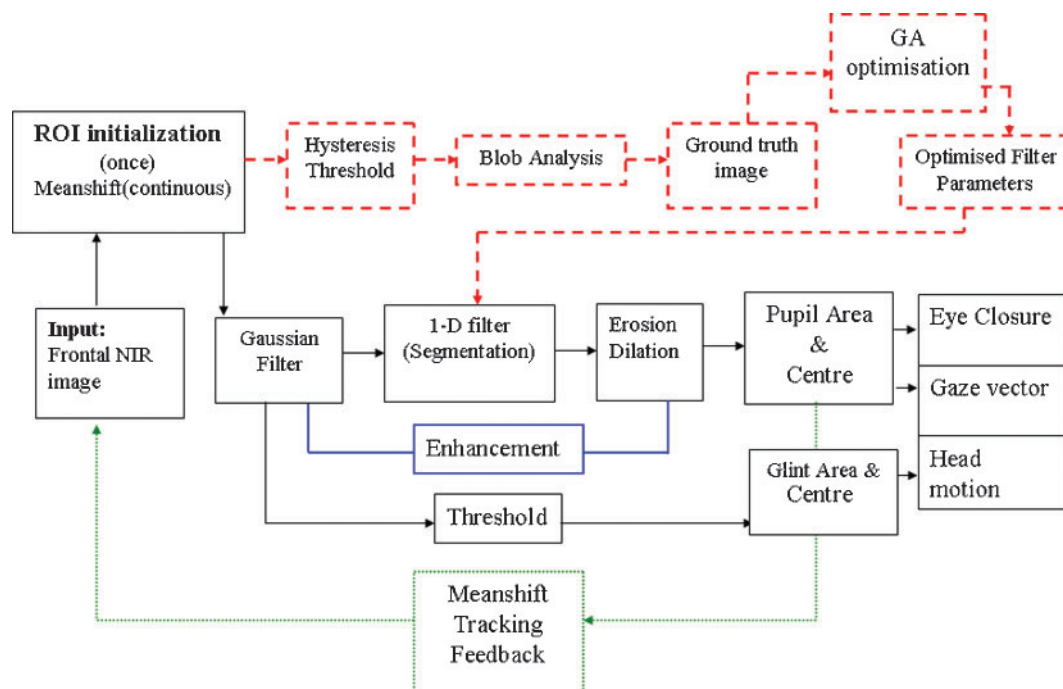 GA
optimisation
ROI initialization
(once)
Meanshift(continuous)
Hysteresis
Threshold
Blob Analysis
Ground truth
image
Optimised Filter
Parameters
Input:
Frontal NIR
image
Gaussian
Filter
1-D filter
(Segmentation)
Erosion
Dilation
Pupil Area
&
Centre
Eye Closure
Gaze vector
Head
motion
Enhancement
Glint Area &
Centre
Threshold
Meanshift
Tracking
Feedback